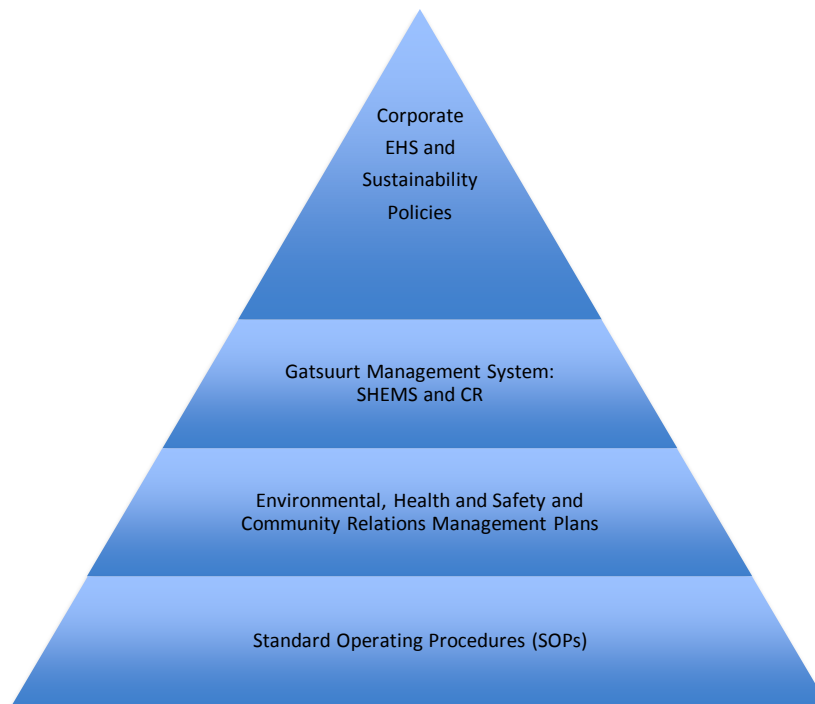 Corporate
EHS and
Sustainability
Policies
Gatsuurt Management System:
SHEMS and CR
Environmental, Health and Safety and
Community Relations Management Plans
Standard Operating Procedures (SOPs)